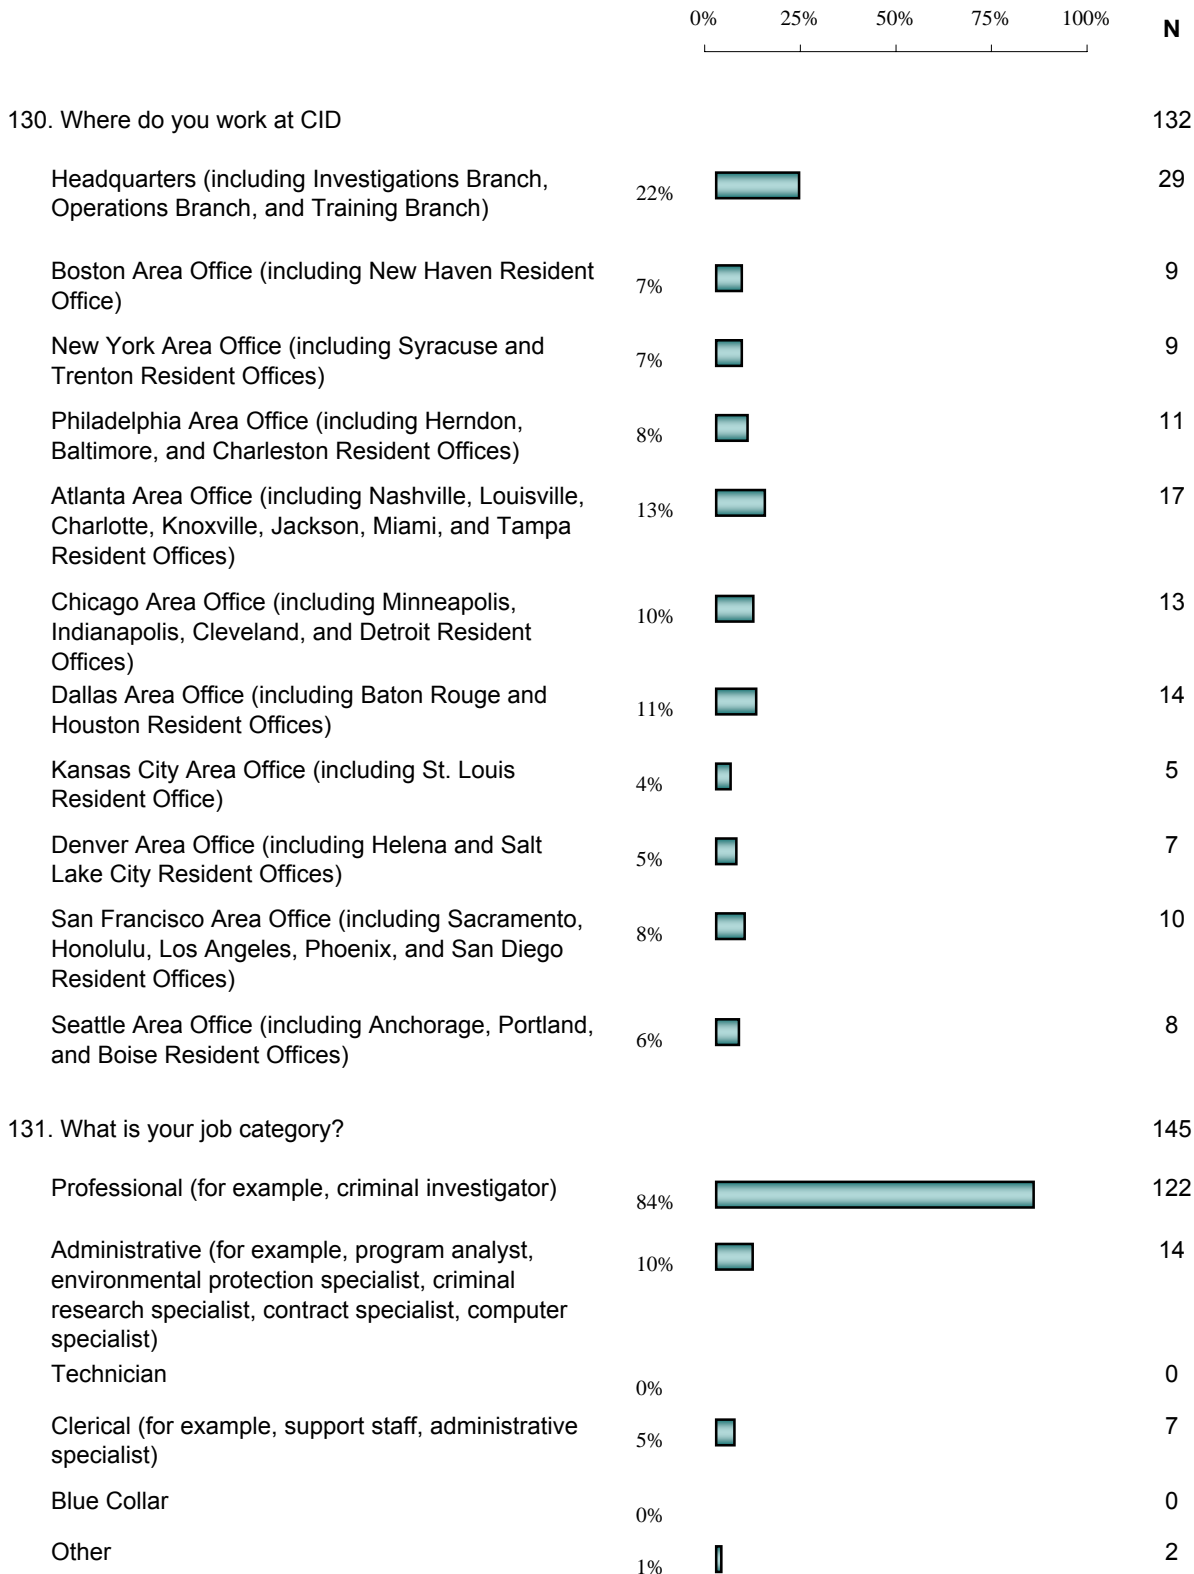 0% 25% 50% 75% 100% N
130. Where do you work at CID 132
Headquarters (including Investigations Branch,
Operations Branch, and Training Branch) 22% 29
Boston Area Office (including New Haven Resident
Office) 7% 9
New York Area Office (including Syracuse and
Trenton Resident Offices) 7% 9
Philadelphia Area Office (including Herndon,
Baltimore, and Charleston Resident Offices) 8% 11
Atlanta Area Office (including Nashville, Louisville,
Charlotte, Knoxville, Jackson, Miami, and Tampa 13% 17
Resident Offices)
Chicago Area Office (including Minneapolis,
Indianapolis, Cleveland, and Detroit Resident 10% 13
Offices)
Dallas Area Office (including Baton Rouge and
Houston Resident Offices) 11% 14
Kansas City Area Office (including St. Louis
Resident Office) 4% 5
Denver Area Office (including Helena and Salt
Lake City Resident Offices) 5% 7
San Francisco Area Office (including Sacramento,
Honolulu, Los Angeles, Phoenix, and San Diego 8% 10
Resident Offices)
Seattle Area Office (including Anchorage, Portland,
and Boise Resident Offices) 6% 8
131. What is your job category? 145
Professional (for example, criminal investigator) 84% 122
Administrative (for example, program analyst,
environmental protection specialist, criminal 10% 14
research specialist, contract specialist, computer
specialist)
Technician 0% 0
Clerical (for example, support staff, administrative
specialist) 5% 7
Blue Collar 0% 0
Other 1% 2